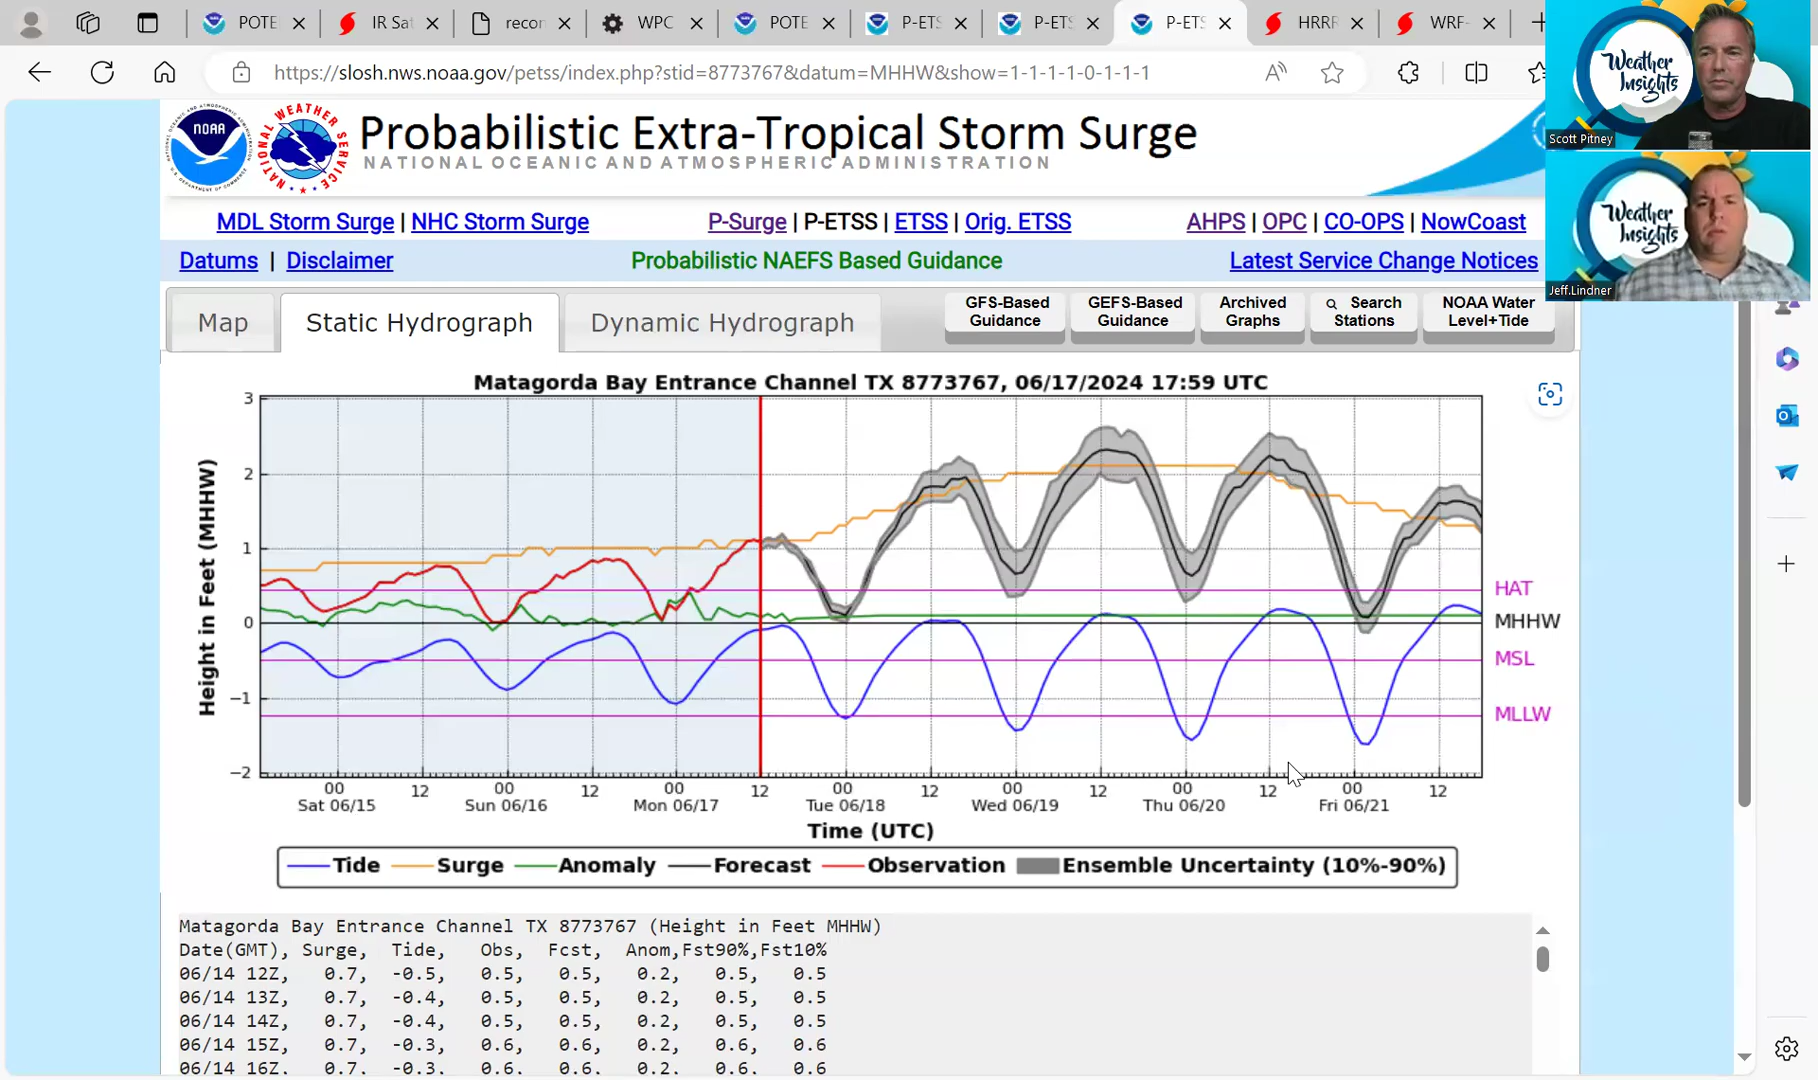 POTE
IR Sat
recon
WPC
POTE
P-ETS
P-ETS
P-ETS
HRRR
WRF-
https://slosh.nws.noaa.gov/petss/index.php?stid=8773767&datum=MHHW&show=1-1-1-1-0-1-1-1
Weather Insights
Scott Pitney
Weather Insights
Jeff.Lindner
NOAA
NATIONAL WEATHER SERVICE
Probabilistic Extra-Tropical Storm Surge
NATIONAL OCEANIC AND ATMOSPHERIC ADMINISTRATION
MDL Storm Surge | NHC Storm Surge
P-Surge | P-ETSS | ETSS | Orig. ETSS
AHPS | OPC | CO-OPS | NowCoast
Datums | Disclaimer
Probabilistic NAEFS Based Guidance
Latest Service Change Notices
Map
Static Hydrograph
Dynamic Hydrograph
GFS-Based Guidance
GEFS-Based Guidance
Archived Graphs
Search Stations
NOAA Water Level+Tide
Matagorda Bay Entrance Channel TX 8773767, 06/17/2024 17:59 UTC
Height in Feet (MHHW)
3
2
1
0
−1
−2
HAT
MHHW
MSL
MLLW
00 12 00 12 00 12 00 12 00 12 00 12 00 12
Sat 06/15 Sun 06/16 Mon 06/17 Tue 06/18 Wed 06/19 Thu 06/20 Fri 06/21
Time (UTC)
Tide Surge Anomaly Forecast Observation Ensemble Uncertainty (10%-90%)
Matagorda Bay Entrance Channel TX 8773767 (Height in Feet MHHW)
Date(GMT), Surge, Tide, Obs, Fcst, Anom,Fst90%,Fst10%
06/14 12Z, 0.7, -0.5, 0.5, 0.5, 0.2, 0.5, 0.5
06/14 13Z, 0.7, -0.4, 0.5, 0.5, 0.2, 0.5, 0.5
06/14 14Z, 0.7, -0.4, 0.5, 0.5, 0.2, 0.5, 0.5
06/14 15Z, 0.7, -0.3, 0.6, 0.6, 0.2, 0.6, 0.6
06/14 16Z, 0.7, -0.3, 0.6, 0.6, 0.2, 0.6, 0.6